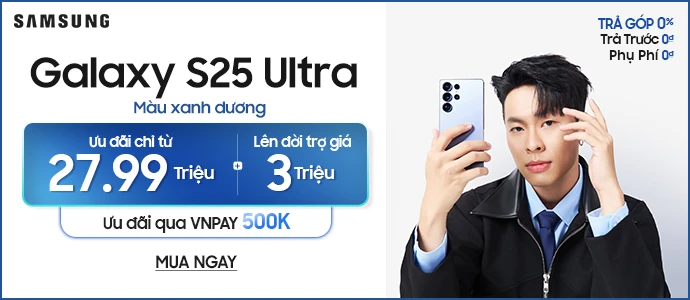 SAMSUNG
Galaxy S25 Ultra
Màu xanh dương
Ưu đãi chỉ từ
27.99 Triệu
+
Lên đời trợ giá
3 Triệu
Ưu đãi qua VNPAY 500K
MUA NGAY
TRẢ GÓP 0%
Trả Trước 0đ
Phụ Phí 0đ